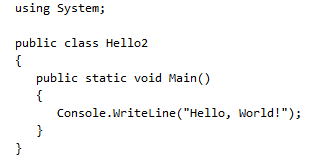 using System;

public class Hello2
{
   public static void Main()
   {
      Console.WriteLine("Hello, World!");
   }
}